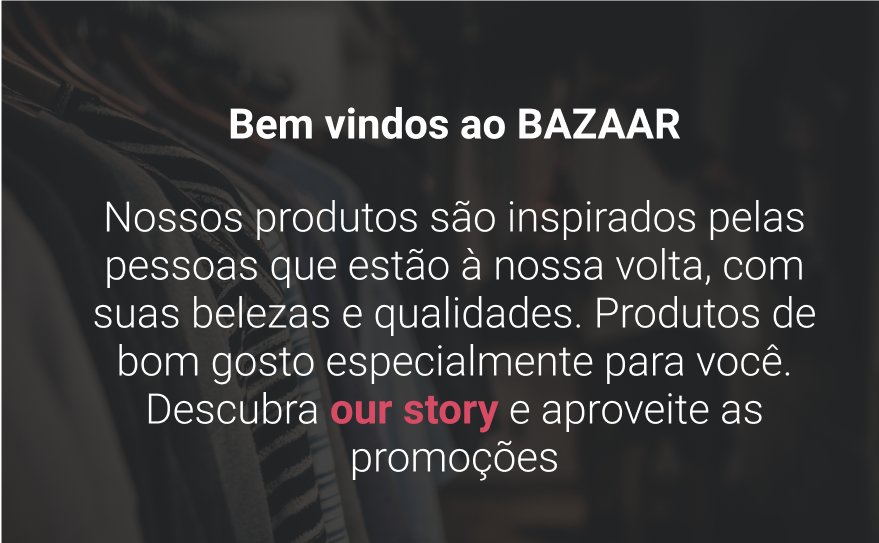 Bem vindos ao BAZAAR
Nossos produtos são inspirados pelas
pessoas que estão à nossa volta, com
suas belezas e qualidades. Produtos de
bom gosto especialmente para você.
Descubra our story e aproveite as
promoções